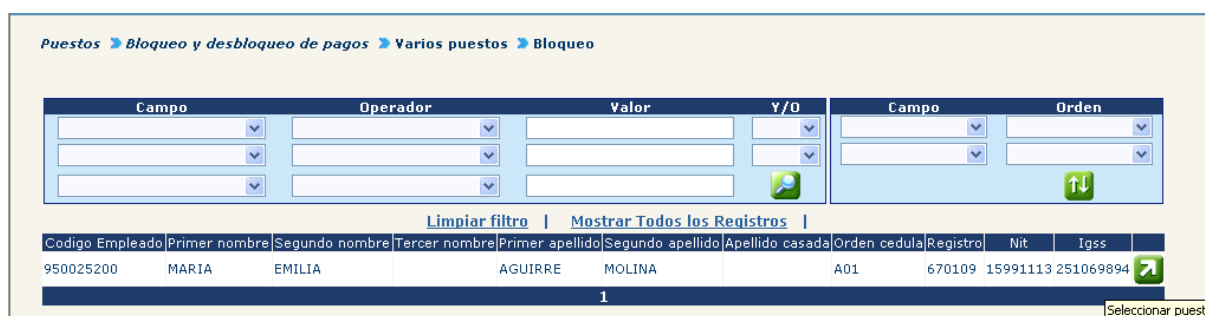 Puestos Bloqueo y desbloqueo de pagos Varios puestos Bloqueo
Campo Operador Valor Y/O Campo Orden
Limpiar filtro | Mostrar Todos los Registros |
Codigo Empleado Primer nombre Segundo nombre Tercer nombre Primer apellido Segundo apellido Apellido casada Orden cedula Registro Nit Igss
950025200 MARIA EMILIA AGUIRRE MOLINA A01 670109 15991113 251069894
1
Seleccionar puest